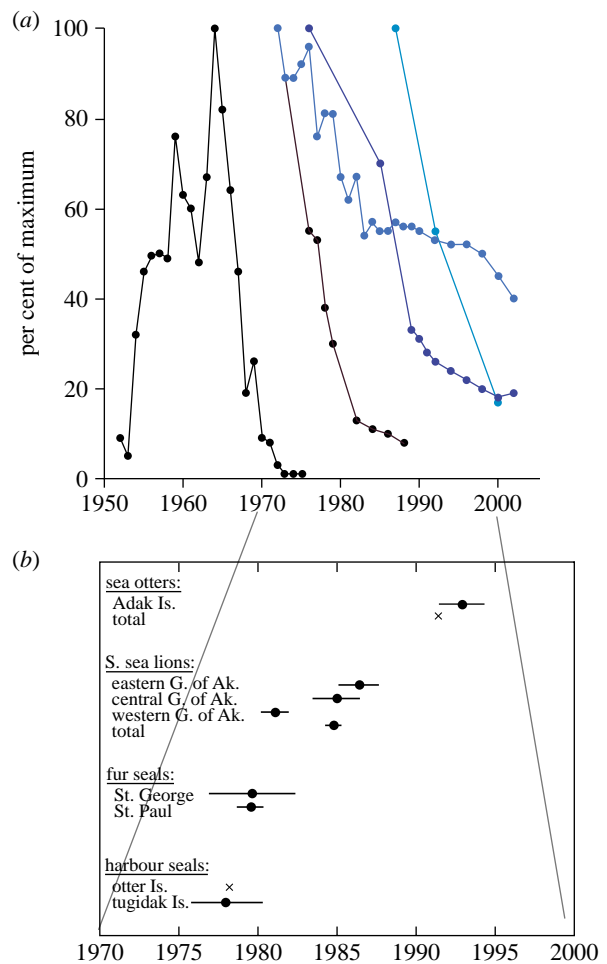 (a)
100
80
60
40
20
0
per cent of maximum
1950 1960 1970 1980 1990 2000
(b)
sea otters:
Adak Is.
total
S. sea lions:
eastern G. of Ak.
central G. of Ak.
western G. of Ak.
total
fur seals:
St. George
St. Paul
harbour seals:
otter Is.
tugidak Is.
1970 1975 1980 1985 1990 1995 2000